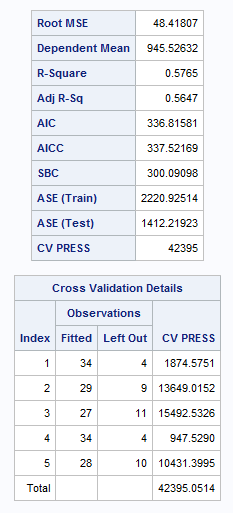 Root MSE 48.41807
Dependent Mean 945.52632
R-Square 0.5765
Adj R-Sq 0.5647
AIC 336.81581
AICC 337.52169
SBC 300.09098
ASE (Train) 2220.92514
ASE (Test) 1412.21923
CV PRESS 42395
Cross Validation Details
Observations
Index Fitted Left Out CV PRESS
1 34 4 1874.5751
2 29 9 13649.0152
3 27 11 15492.5326
4 34 4 947.5290
5 28 10 10431.3995
Total 42395.0514